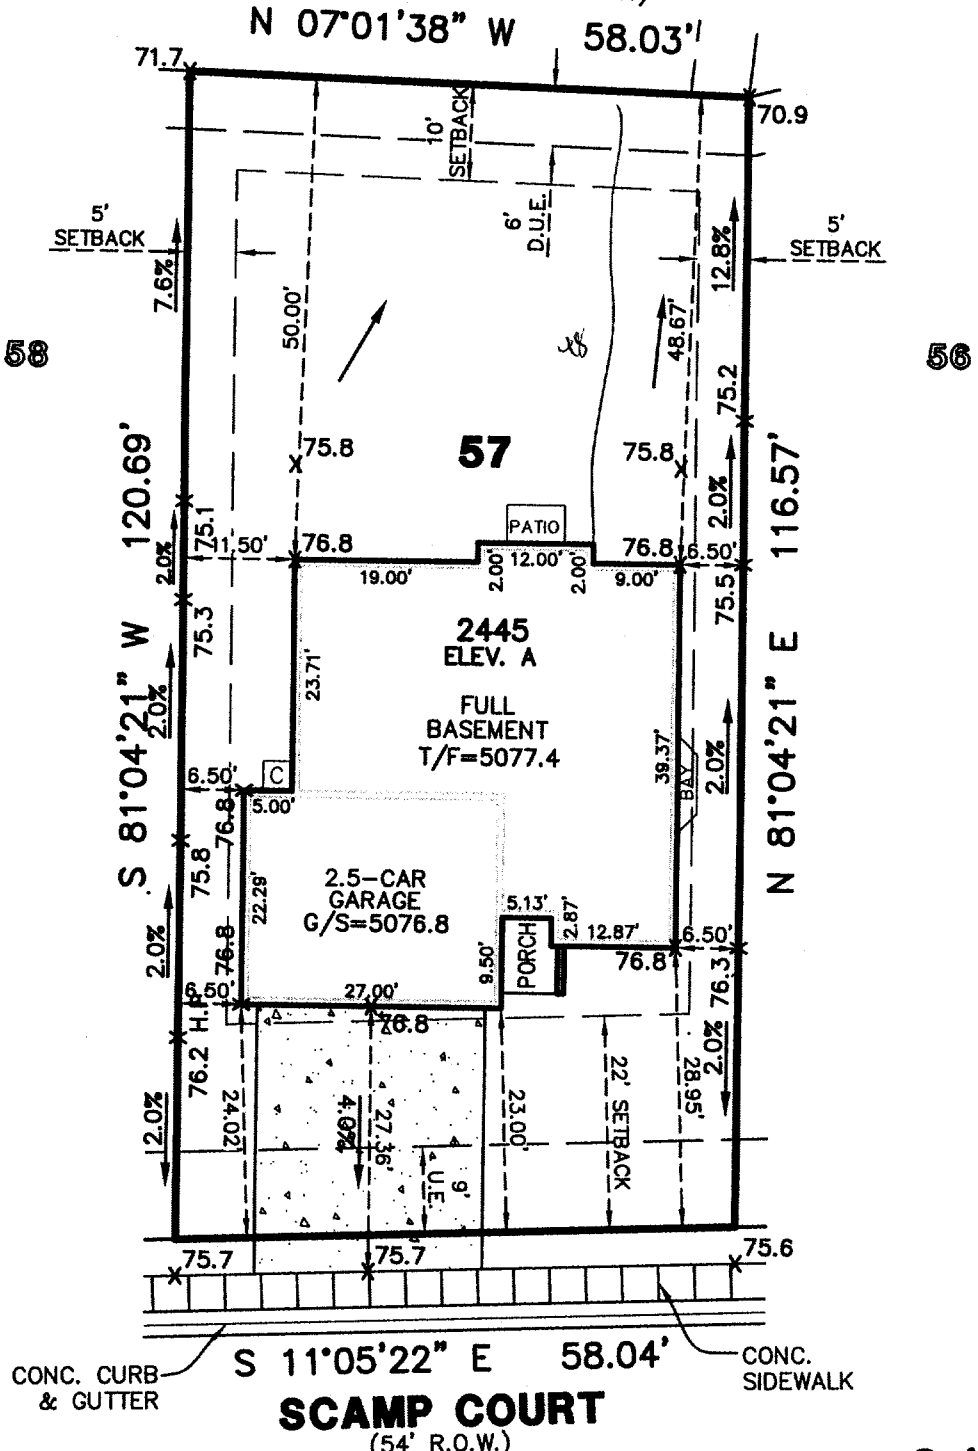 N 07°01'38" W 58.03'
71.7
70.9
10'
SETBACK
6'
D.U.E.
5'
SETBACK
5'
SETBACK
7.6%
12.8%
50.00'
48.67'
58
56
57
75.8
75.8
75.2
120.69'
116.57'
2.0%
75.1
2.0%
PATIO
11.50'
76.8
76.8
6.50'
19.00'
2.00'
12.00'
2.00'
9.00'
75.3
75.5
2445
ELEV. A
23.71'
FULL
BASEMENT
T/F=5077.4
S 81°04'21" W
N 81°04'21" E
2.0%
39.37'
BAY
2.0%
6.50'
C
5.00'
76.8
75.8
2.5-CAR
GARAGE
G/S=5076.8
22.29'
5.13'
2.87'
12.87'
6.50'
76.8
76.3
PORCH
9.50'
2.0%
76.8
6.50'
27.00'
76.8
76.2 H.P.
2.0%
24.02'
4.0%
27.36'
23.00'
22' SETBACK
28.95'
2.0%
9'
U.E.
75.7
75.7
75.6
CONC. CURB
& GUTTER
S 11°05'22" E 58.04'
CONC.
SIDEWALK
SCAMP COURT
(54' R.O.W.)